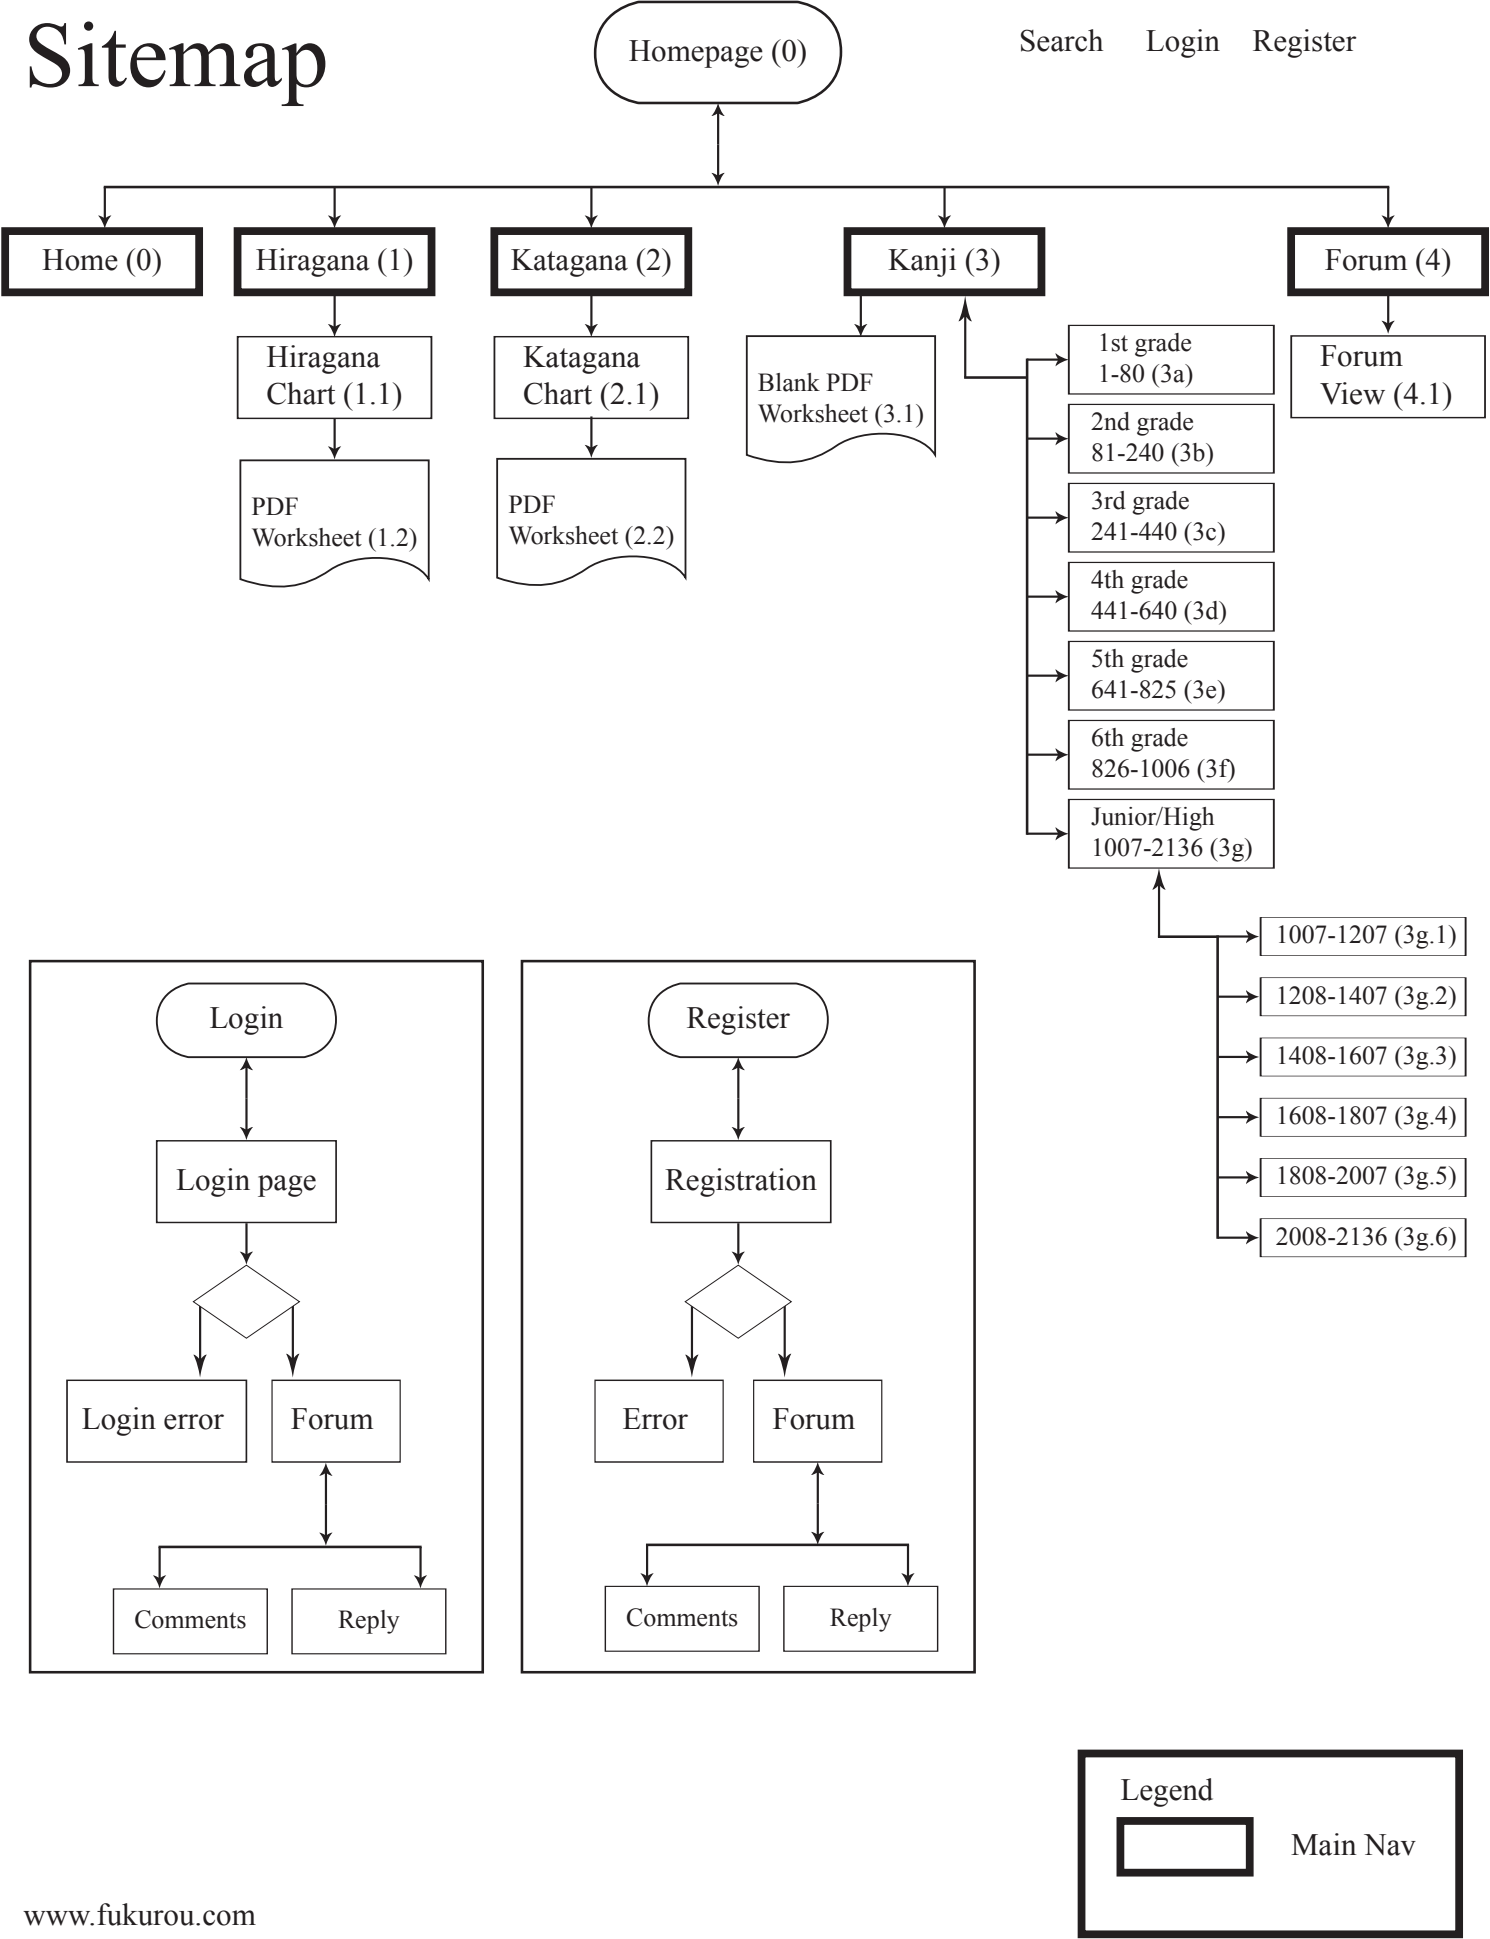 Sitemap
Homepage (0)
Search Login Register
Home (0)
Hiragana (1)
Katagana (2)
Kanji (3)
Forum (4)
Hiragana
Chart (1.1)
PDF
Worksheet (1.2)
Katagana
Chart (2.1)
PDF
Worksheet (2.2)
Blank PDF
Worksheet (3.1)
1st grade
1-80 (3a)
2nd grade
81-240 (3b)
3rd grade
241-440 (3c)
4th grade
441-640 (3d)
5th grade
641-825 (3e)
6th grade
826-1006 (3f)
Junior/High
1007-2136 (3g)
1007-1207 (3g.1)
1208-1407 (3g.2)
1408-1607 (3g.3)
1608-1807 (3g.4)
1808-2007 (3g.5)
2008-2136 (3g.6)
Forum
View (4.1)
Login
Login page
Login error
Forum
Comments
Reply
Register
Registration
Error
Forum
Comments
Reply
Legend
Main Nav
www.fukurou.com